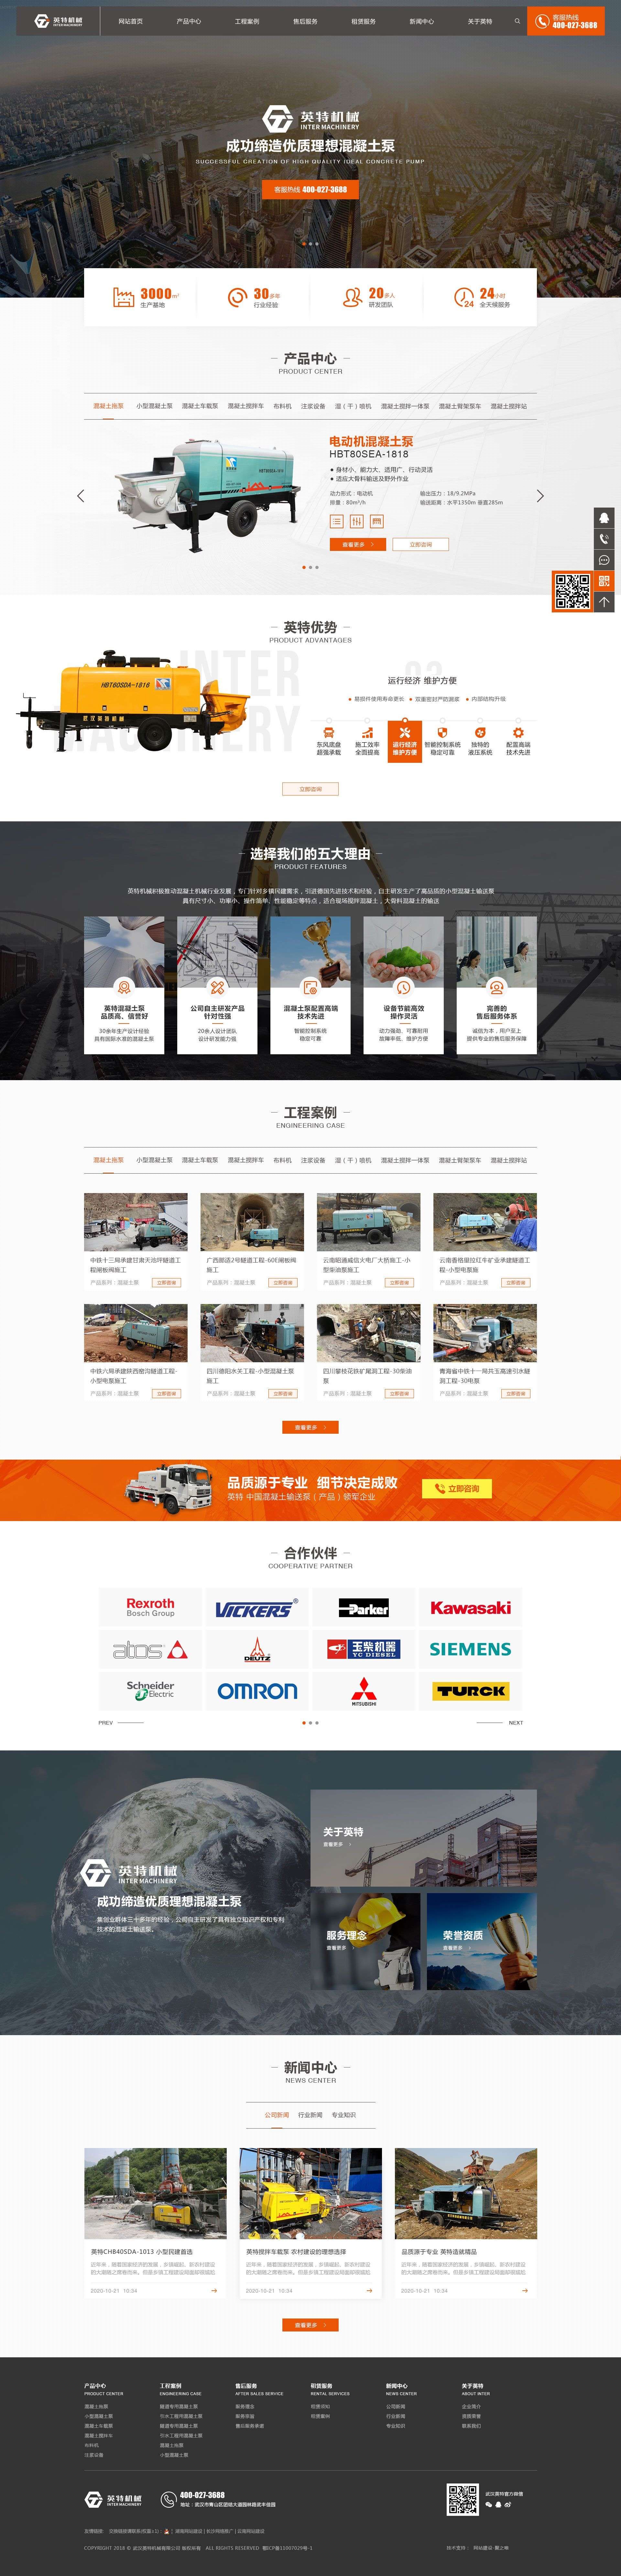 英特机械
INTER MACHINERY
网站首页
产品中心
工程案例
售后服务
租赁服务
新闻中心
关于英特
客服热线
400-027-3688
英特机械
INTER MACHINERY
成功缔造优质理想混凝土泵
SUCCESSFUL CREATION OF HIGH QUALITY IDEAL CONCRETE PUMP
客服热线 400-027-3688
3000m²
生产基地
30多年
行业经验
20多人
研发团队
24小时
全天候服务
产品中心
PRODUCT CENTER
混凝土拖泵
小型混凝土泵
混凝土车载泵
混凝土搅拌车
布料机
注浆设备
湿（干）喷机
混凝土搅拌一体泵
混凝土臂架泵车
混凝土搅拌站
电动机混凝土泵
HBT80SEA-1818
● 身材小、能力大、适用广、行动灵活
● 适应大骨料输送及野外作业
动力形式：电动机
输出压力：18/9.2MPa
排量：80m³/h
输送距离：水平1350m 垂直285m
查看更多
立即咨询
英特优势
PRODUCT ADVANTAGES
INTER
MACHINERY
HBT80SDA-1816
武汉英特机械
03
运行经济 维护方便
易损件使用寿命更长
双重密封严防漏浆
内部结构升级
东风底盘
超强承载
施工效率
全面提高
运行经济
维护方便
智能控制系统
稳定可靠
独特的
液压系统
配置高端
技术先进
立即咨询
选择我们的五大理由
PRODUCT FEATURES
英特机械积极推动混凝土机械行业发展，专门针对乡镇民建需求，引进德国先进技术和经验，自主研发生产了高品质的小型混凝土输送泵
具有尺寸小、功率小、操作简单、性能稳定等特点，适合现场搅拌混凝土，大骨料混凝土的输送
英特混凝土泵
品质高、信誉好
30余年生产设计经验
具有国际水准的混凝土泵
公司自主研发产品
针对性强
20余人设计团队
设计研发能力强
混凝土泵配置高端
技术先进
智能控制系统
稳定可靠
设备节能高效
操作灵活
动力强劲、可靠耐用
故障率低、维护方便
完善的
售后服务体系
诚信为本，用户至上
提供专业的售后服务保障
工程案例
ENGINEERING CASE
混凝土拖泵
小型混凝土泵
混凝土车载泵
混凝土搅拌车
布料机
注浆设备
湿（干）喷机
混凝土搅拌一体泵
混凝土臂架泵车
混凝土搅拌站
中铁十三局承建甘肃天池坪隧道工
程闸板阀施工
产品系列：混凝土泵
立即咨询
广西那适2号隧道工程-60E闸板阀
施工
产品系列：混凝土泵
立即咨询
云南昭通威信火电厂大桥施工-小
型柴油泵施工
产品系列：混凝土泵
立即咨询
云南香格里拉红牛矿业承建隧道工
程-小型电泵施
产品系列：混凝土泵
立即咨询
中铁六局承建陕西窑沟隧道工程-
小型电泵施工
产品系列：混凝土泵
立即咨询
四川德阳水关工程-小型混凝土泵
施工
产品系列：混凝土泵
立即咨询
四川攀枝花铁矿尾洞工程-30柴油
泵
产品系列：混凝土泵
立即咨询
青海省中铁十一局共玉高速引水隧
洞工程-30电泵
产品系列：混凝土泵
立即咨询
查看更多
品质源于专业 细节决定成败
英特 中国混凝土输送泵（产品）领军企业
立即咨询
合作伙伴
COOPERATIVE PARTNER
Rexroth
Bosch Group
VICKERS®
Parker
Kawasaki
atos
DEUTZ
玉柴机器
YC DIESEL
SIEMENS
Schneider
Electric
OMRON
MITSUBISHI
TURCK
PREV
NEXT
英特机械
INTER MACHINERY
成功缔造优质理想混凝土泵
集创业群体三十多年的经验，公司自主研发了具有独立知识产权和专利
技术的混凝土输送泵。
关于英特
查看更多
服务理念
查看更多
荣誉资质
查看更多
新闻中心
NEWS CENTER
公司新闻
行业新闻
专业知识
英特CHB40SDA-1013 小型民建首选
2020-10-21 10:34
英特搅拌车载泵 农村建设的理想选择
2020-10-21 10:34
品质源于专业 英特造就精品
2020-10-21 10:34
查看更多
产品中心
PRODUCT CENTER
混凝土拖泵
小型混凝土泵
混凝土车载泵
混凝土搅拌车
布料机
注浆设备
工程案例
ENGINEERING CASE
隧道专用混凝土泵
引水工程用混凝土泵
隧道专用混凝土泵
引水工程用混凝土泵
混凝土拖泵
小型混凝土泵
售后服务
AFTER SALES SERVICE
服务理念
服务宗旨
售后服务承诺
租赁服务
RENTAL SERVICES
租赁须知
租赁案例
新闻中心
NEWS CENTER
公司新闻
行业新闻
专业知识
关于英特
ABOUT INTER
企业简介
资质荣誉
联系我们
英特机械
INTER MACHINERY
400-027-3688
武汉英特官方微信
COPYRIGHT 2018 © 武汉英特机械有限公司 版权所有 ALL RIGHTS RESERVED